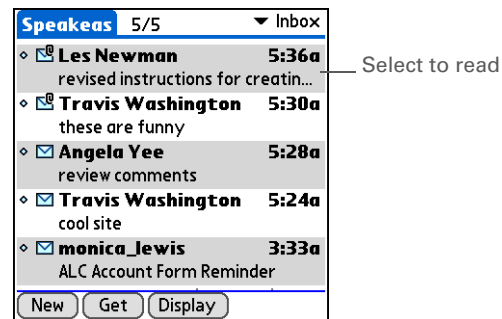 Speakeas 5/5 Inbox
Les Newman 5:36a
revised instructions for creatin...
Select to read
Travis Washington 5:30a
these are funny
Angela Yee 5:28a
review comments
Travis Washington 5:24a
cool site
monica_lewis 3:33a
ALC Account Form Reminder
New Get Display